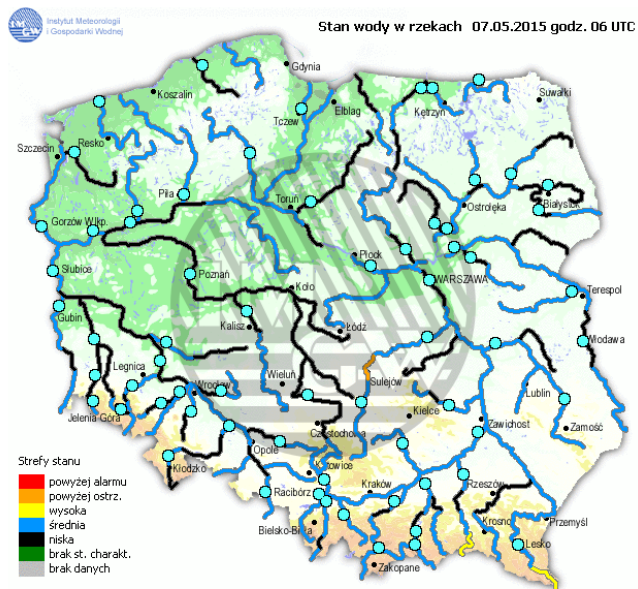 Instytut Meteorologii
i Gospodarki Wodnej
IMGW
Stan wody w rzekach 07.05.2015 godz. 06 UTC
Gdynia
Koszalin
Suwałki
Elbląg
Kętrzyn
Tczew
Resko
Szczecin
Piła
Toruń
Ostrołęka
Białystok
Gorzów Wlkp.
Płock
Słubice
Poznań
Koło
WARSZAWA
Terespol
Gubin
Kalisz
Łódź
Włodawa
Legnica
Wieluń
Sulejów
Wrocław
Lublin
Jelenia Góra
Kielce
Zawichost
Zamość
Częstochowa
Opole
Kłodzko
Katowice
Rzeszów
Racibórz
Kraków
Bielsko-Biała
Krosno
Przemyśl
Lesko
Zakopane
Strefy stanu
powyżej alarmu
powyżej ostrz.
wysoka
średnia
niska
brak st. charakt.
brak danych